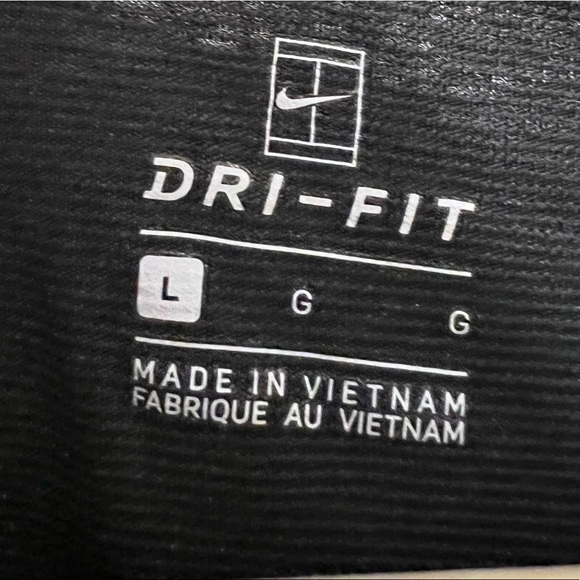 DRI-FIT
L G G
MADE IN VIETNAM
FABRIQUE AU VIETNAM